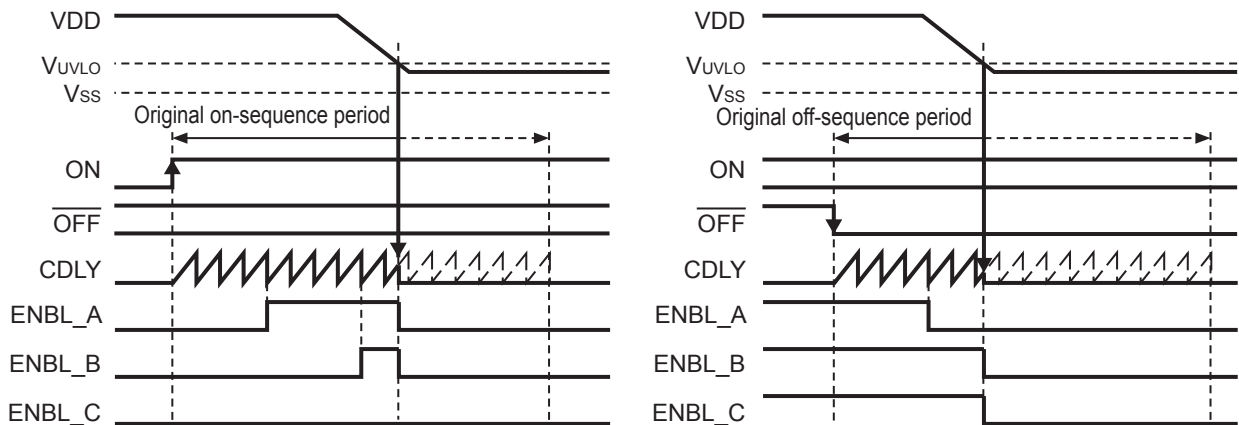 VDD
VUVLO
VSS
Original on-sequence period
ON
OFF
CDLY
ENBL_A
ENBL_B
ENBL_C
VDD
VUVLO
VSS
Original off-sequence period
ON
OFF
CDLY
ENBL_A
ENBL_B
ENBL_C